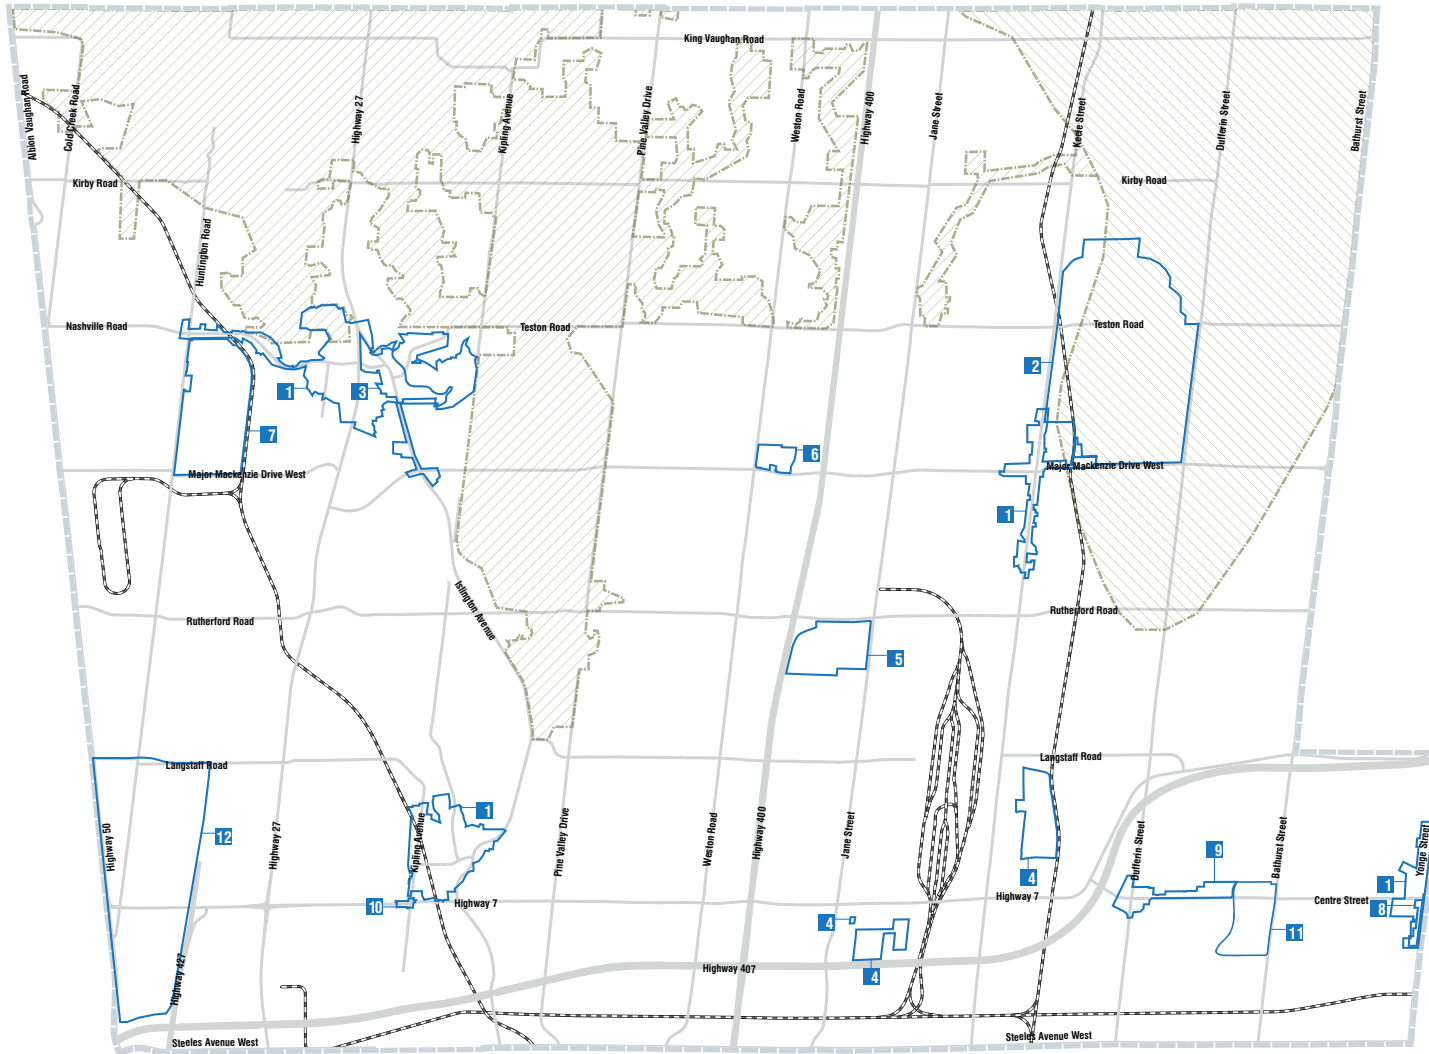 King Vaughan Road
Albion Vaughan Road
Cold Creek Road
Highway 27
Kipling Avenue
Pine Valley Drive
Weston Road
Highway 400
Jane Street
Keele Street
Dufferin Street
Bathurst Street
Kirby Road
Kirby Road
Huntington Road
Nashville Road
Teston Road
Teston Road
2
1
3
7
6
Major Mackenzie Drive West
Major Mackenzie Drive West
1
Islington Avenue
Rutherford Road
Rutherford Road
5
Langstaff Road
Langstaff Road
1
12
Highway 50
Highway 27
Kipling Avenue
Pine Valley Drive
Weston Road
Highway 400
Jane Street
Dufferin Street
9
Bathurst Street
Yonge Street
4
1
10
Highway 7
Highway 7
Centre Street
8
4
11
4
Highway 427
Highway 407
Steeles Avenue West
Steeles Avenue West